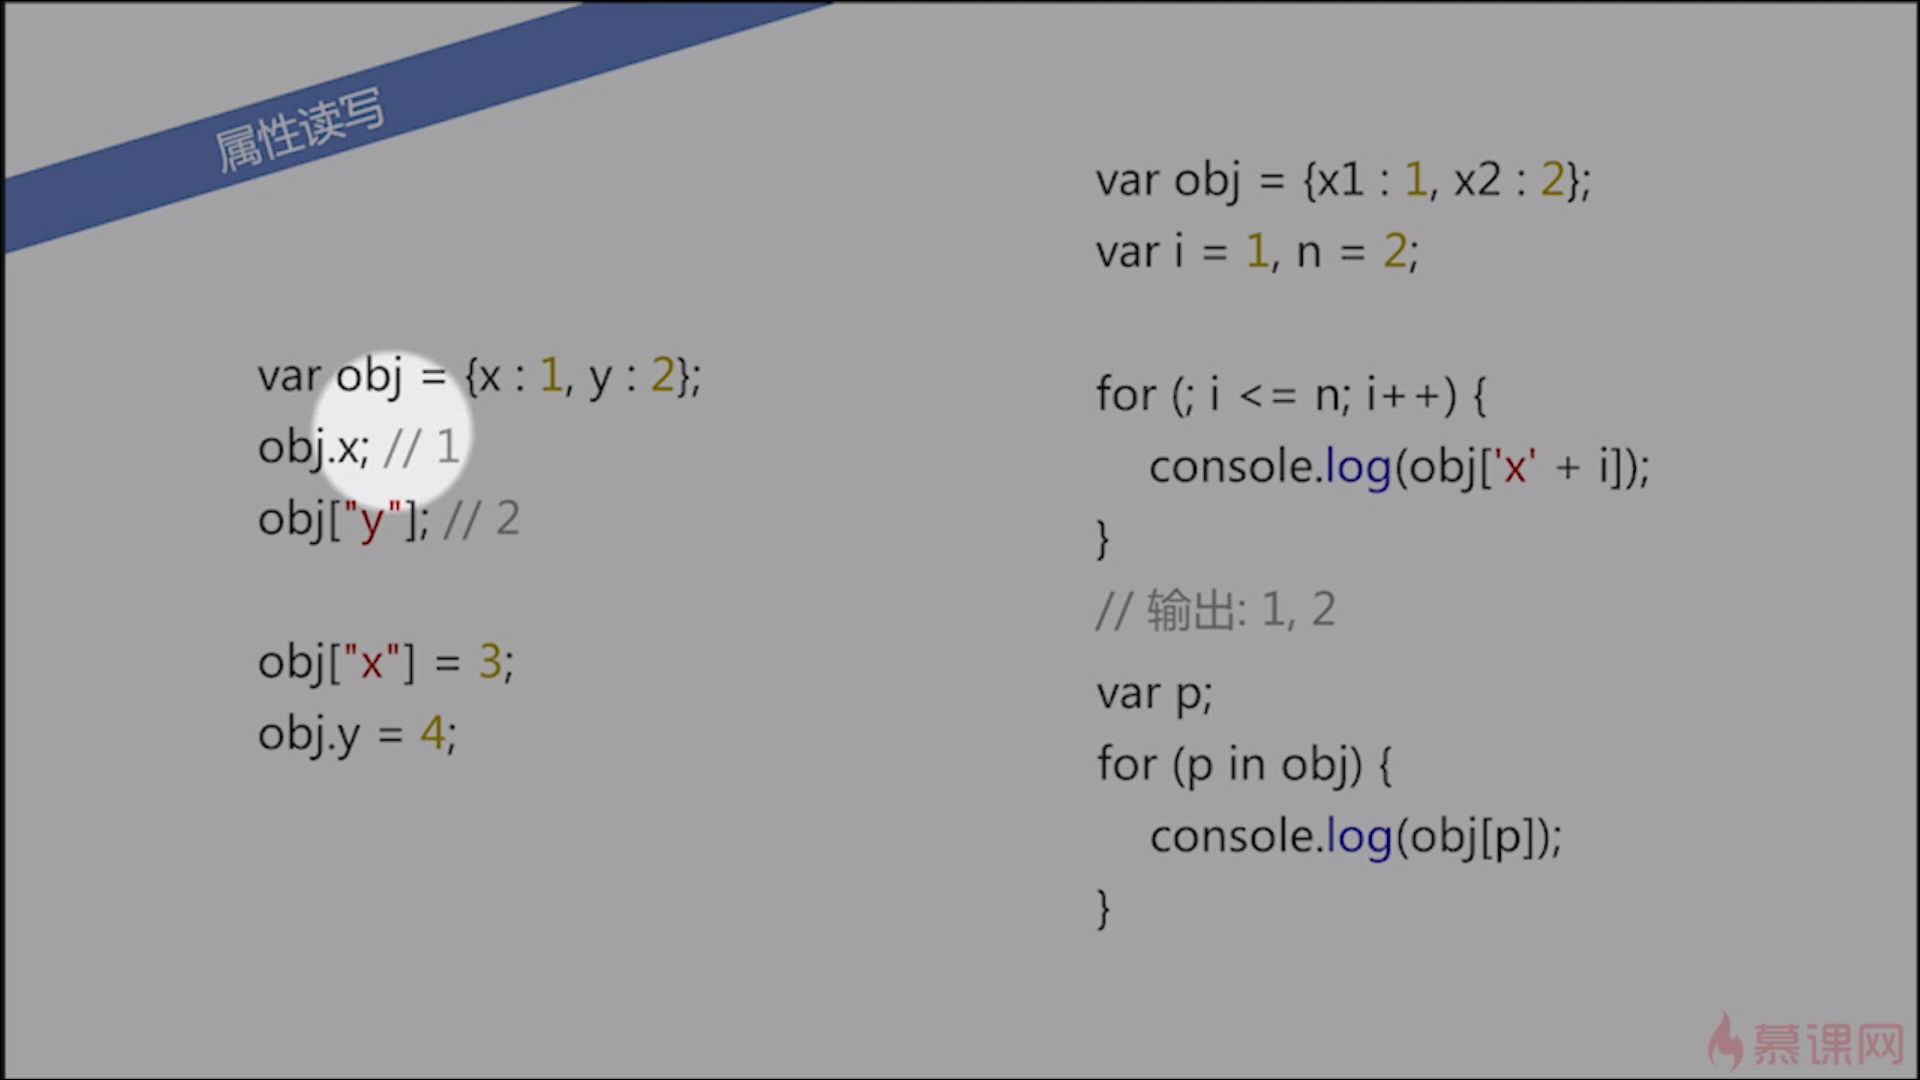 属性读写
var obj = {x : 1, y : 2};
obj.x; // 1
obj["y"]; // 2
obj["x"] = 3;
obj.y = 4;
var obj = {x1 : 1, x2 : 2};
var i = 1, n = 2;
for (; i <= n; i++) {
console.log(obj['x' + i]);
}
// 输出: 1, 2
var p;
for (p in obj) {
console.log(obj[p]);
}
慕课网